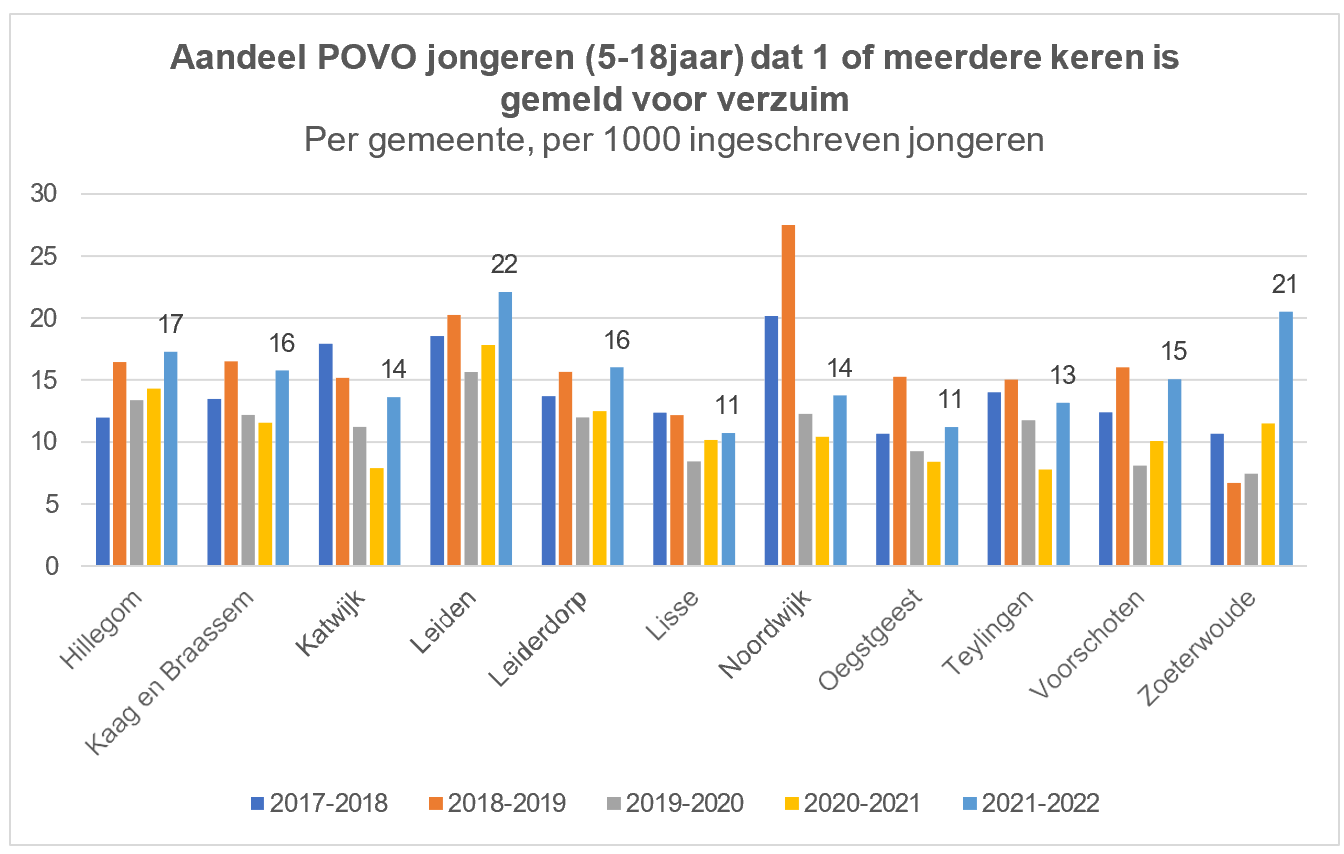 Aandeel POVO jongeren (5-18jaar) dat 1 of meerdere keren is
gemeld voor verzuim
Per gemeente, per 1000 ingeschreven jongeren
30
25
20
15
10
5
0
17
16
14
22
16
11
14
11
13
15
21
Hillegom
Kaag en Braassem
Katwijk
Leiden
Leiderdorp
Lisse
Noordwijk
Oegstgeest
Teylingen
Voorschoten
Zoeterwoude
2017-2018 2018-2019 2019-2020 2020-2021 2021-2022